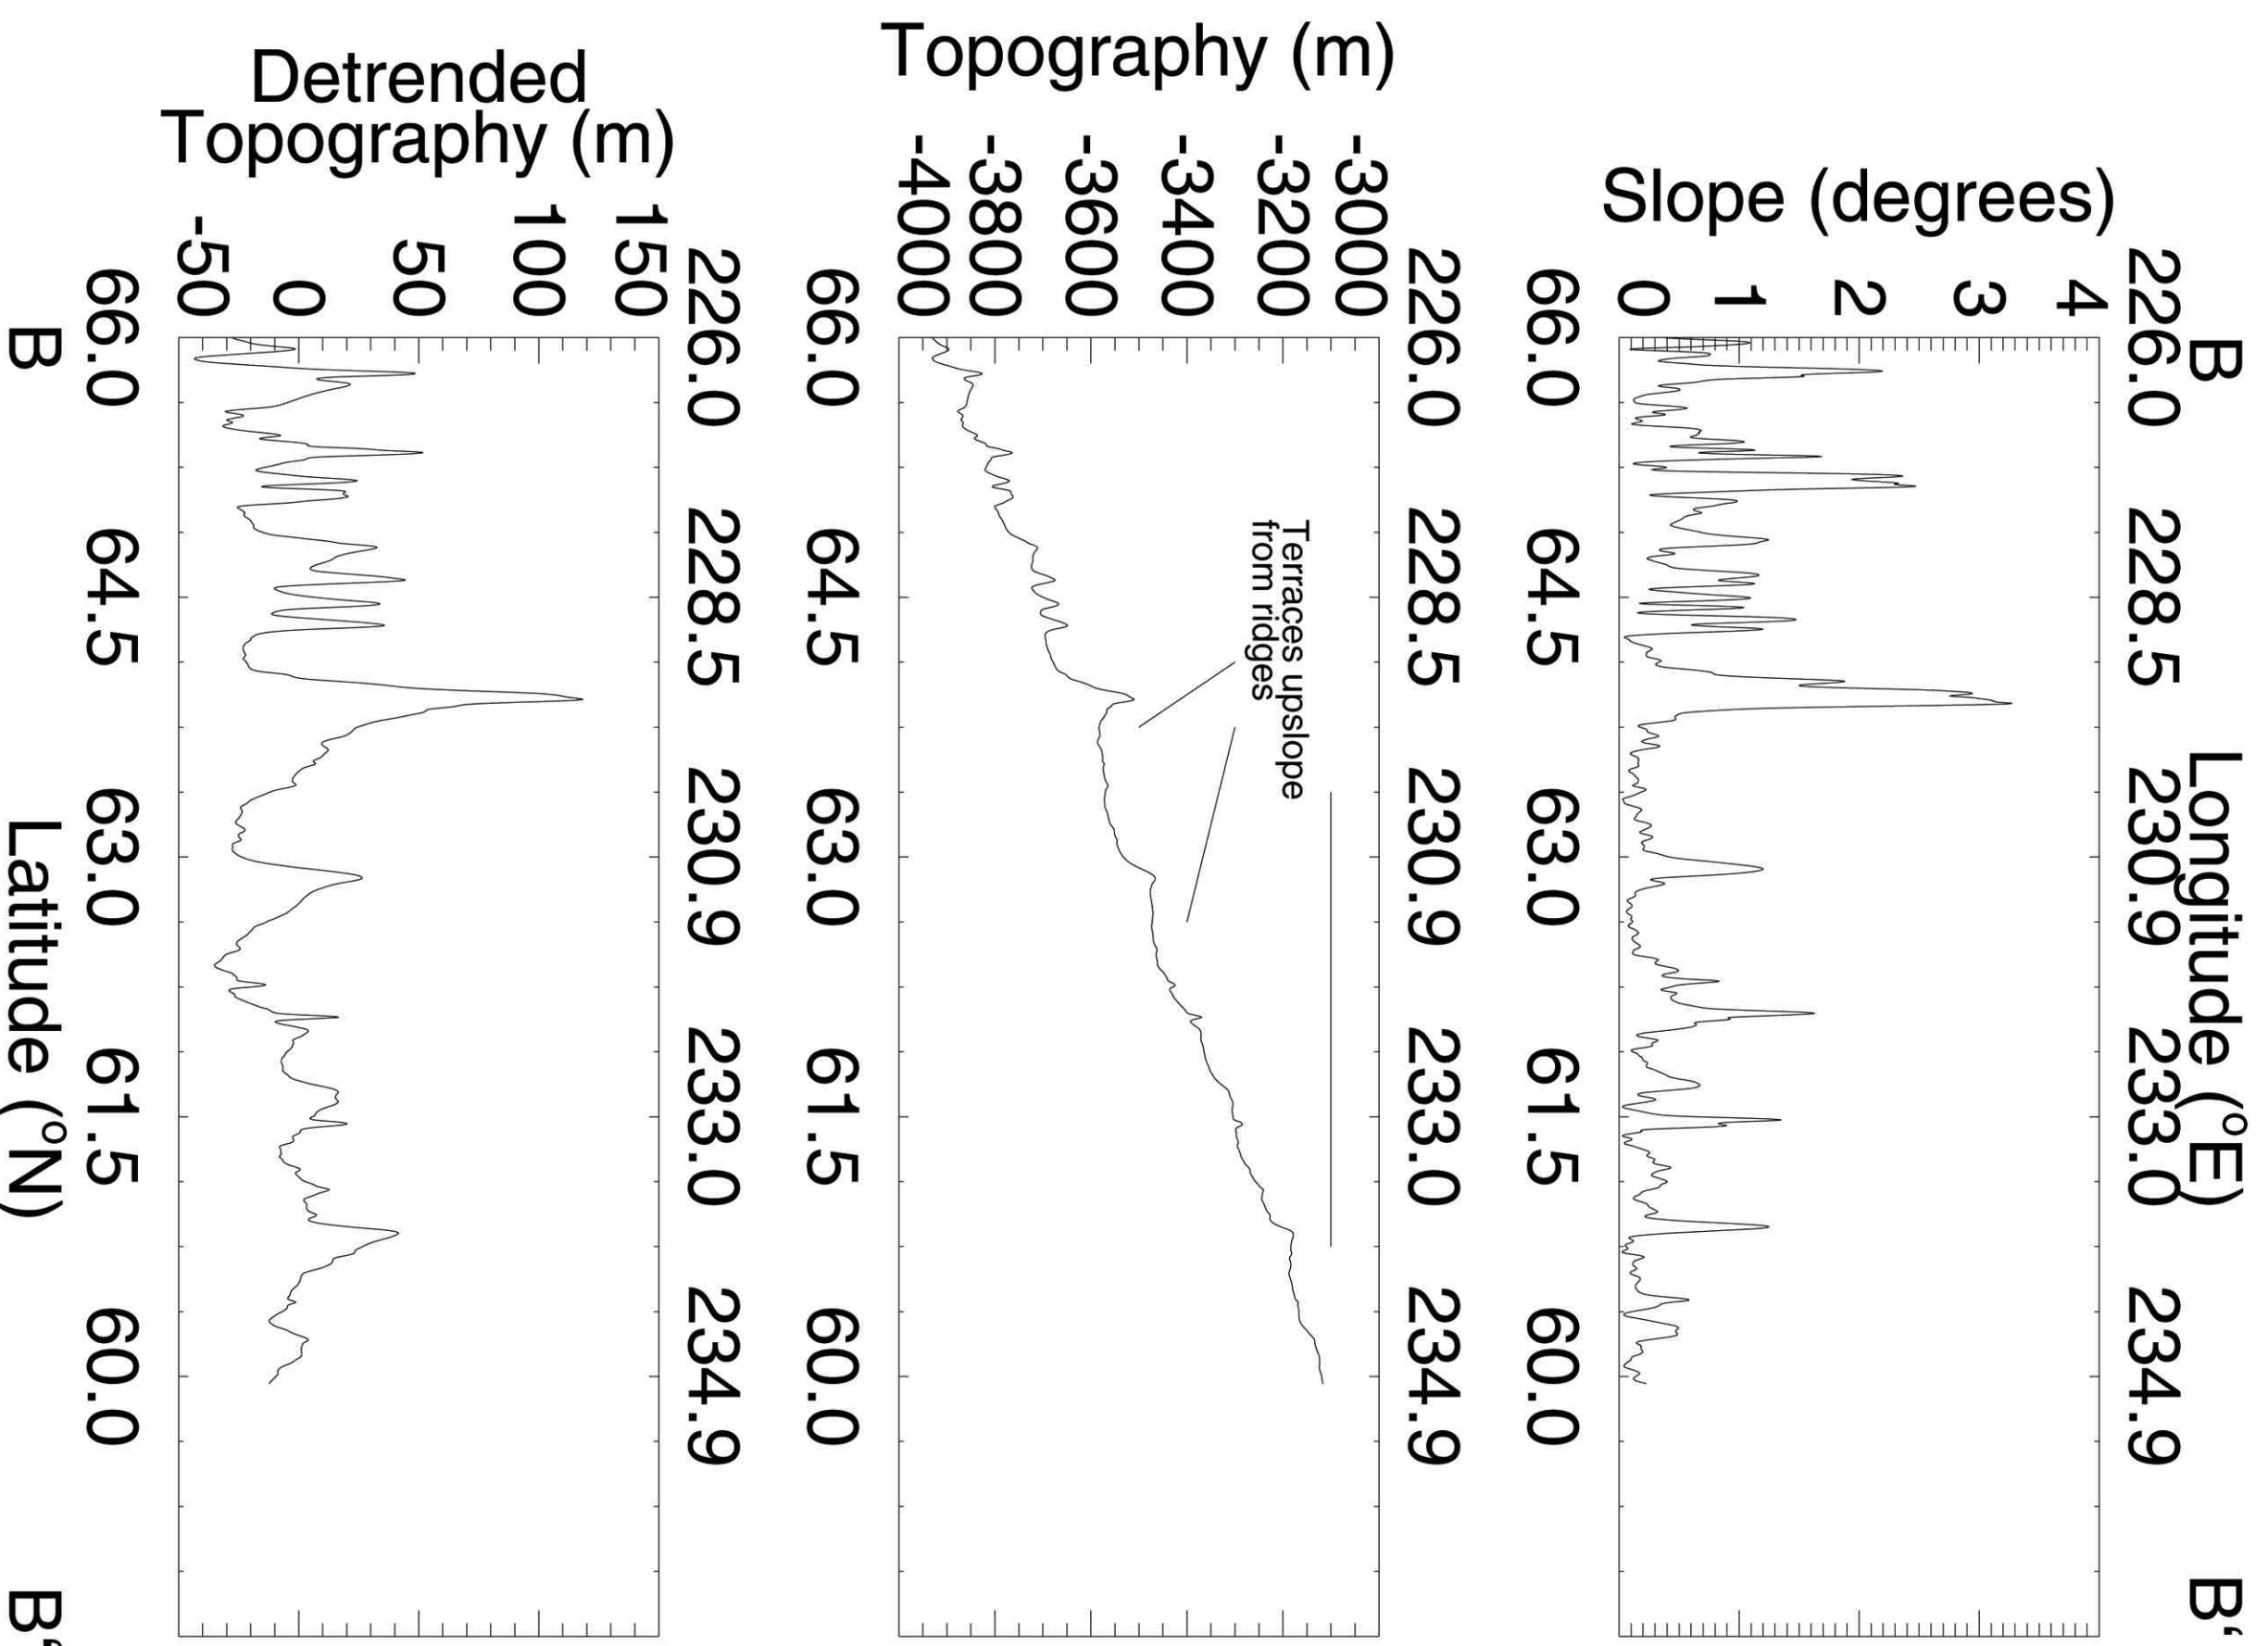 B
B'
Longitude (°E)
226.0 228.5 230.9 233.0 234.9
4
3
2
1
0
Slope (degrees)
66.0 64.5 63.0 61.5 60.0
226.0 228.5 230.9 233.0 234.9
-3000
-3200
-3400
-3600
-3800
-4000
Topography (m)
Terraces upslope
from ridges
66.0 64.5 63.0 61.5 60.0
226.0 228.5 230.9 233.0 234.9
150
100
50
0
-50
Detrended
Topography (m)
66.0 64.5 63.0 61.5 60.0
B
Latitude (°N)
B'